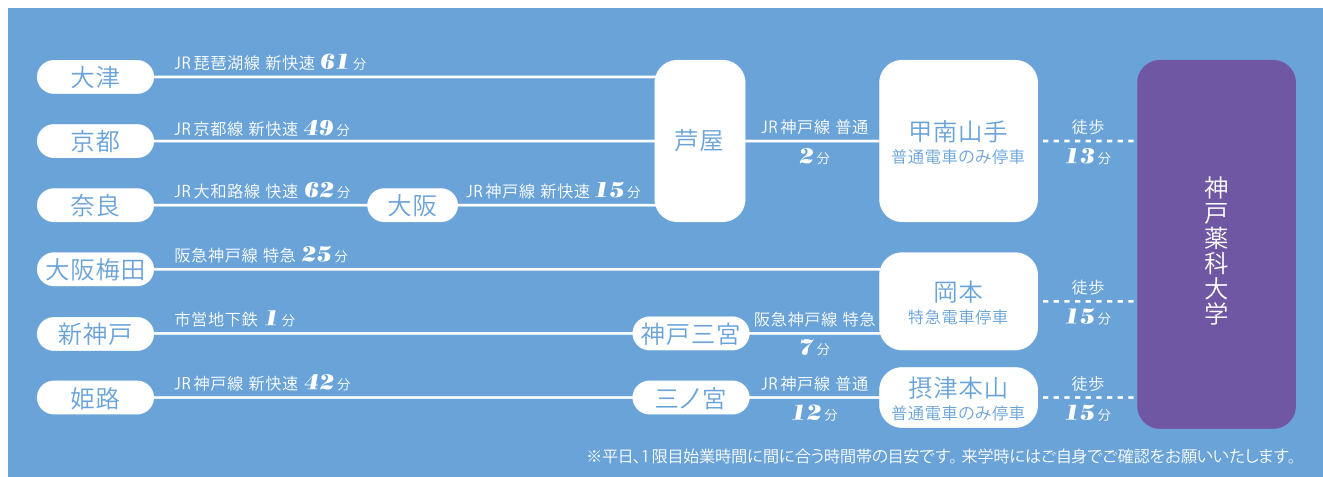 大津
JR琵琶湖線 新快速 61分
京都
JR京都線 新快速 49分
奈良
JR大和路線 快速 62分
大阪
JR神戸線 新快速 15分
芦屋
JR神戸線 普通
2分
甲南山手
普通電車のみ停車
徒歩
13分
大阪梅田
阪急神戸線 特急 25分
新神戸
市営地下鉄 1分
神戸三宮
阪急神戸線 特急
7分
岡本
特急電車停車
徒歩
15分
姫路
JR神戸線 新快速 42分
三ノ宮
JR神戸線 普通
12分
摂津本山
普通電車のみ停車
徒歩
15分
神戸薬科大学
※平日、1限目始業時間に間に合う時間帯の目安です。来学時にはご自身でご確認をお願いいたします。